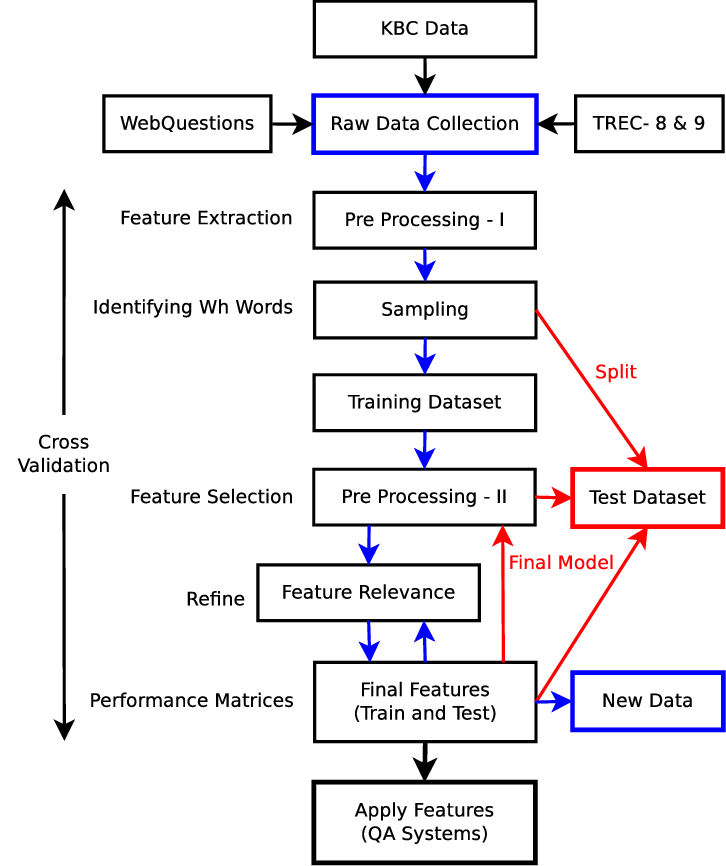 KBC Data
WebQuestions
Raw Data Collection
TREC- 8 & 9
Feature Extraction
Pre Processing - I
Identifying Wh Words
Sampling
Split
Training Dataset
Cross
Validation
Feature Selection
Pre Processing - II
Test Dataset
Final Model
Refine
Feature Relevance
Performance Matrices
Final Features
(Train and Test)
New Data
Apply Features
(QA Systems)